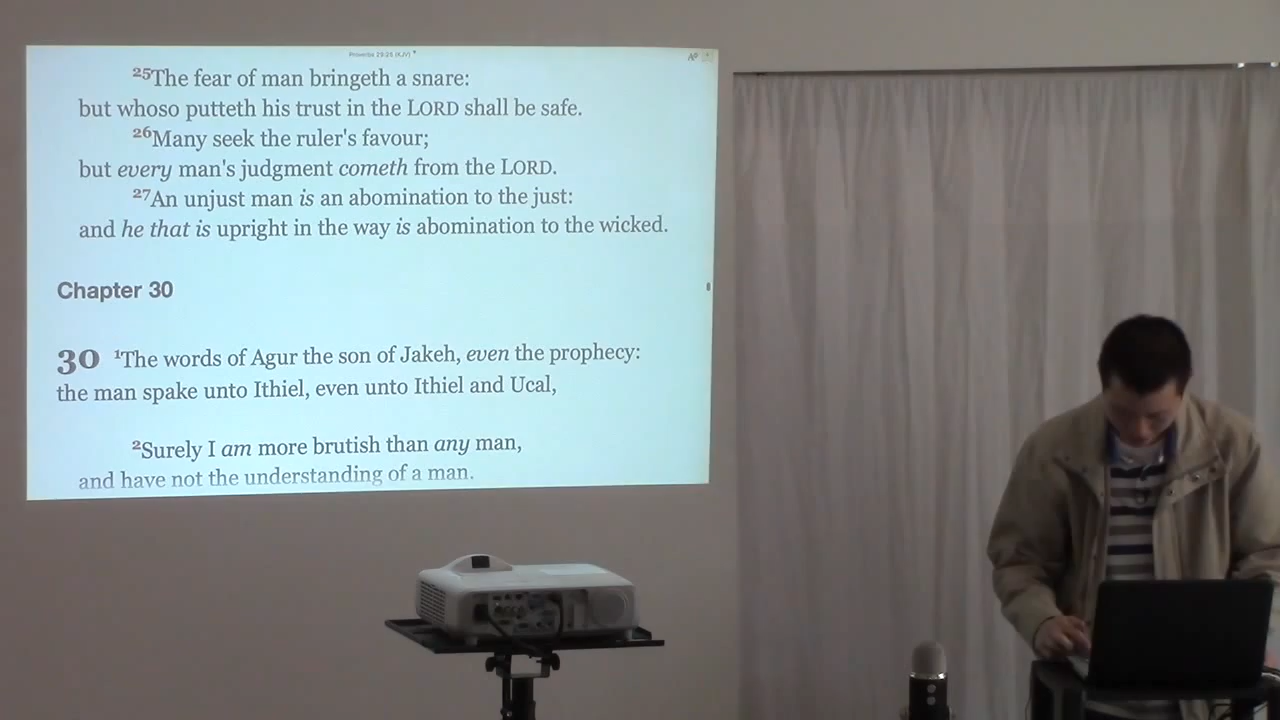 Proverbs 29:25 (KJV)
²⁵The fear of man bringeth a snare:
but whoso putteth his trust in the LORD shall be safe.
²⁶Many seek the ruler's favour;
but every man's judgment cometh from the LORD.
²⁷An unjust man is an abomination to the just:
and he that is upright in the way is abomination to the wicked.
Chapter 30
30 ¹The words of Agur the son of Jakeh, even the prophecy:
the man spake unto Ithiel, even unto Ithiel and Ucal,
²Surely I am more brutish than any man,
and have not the understanding of a man.